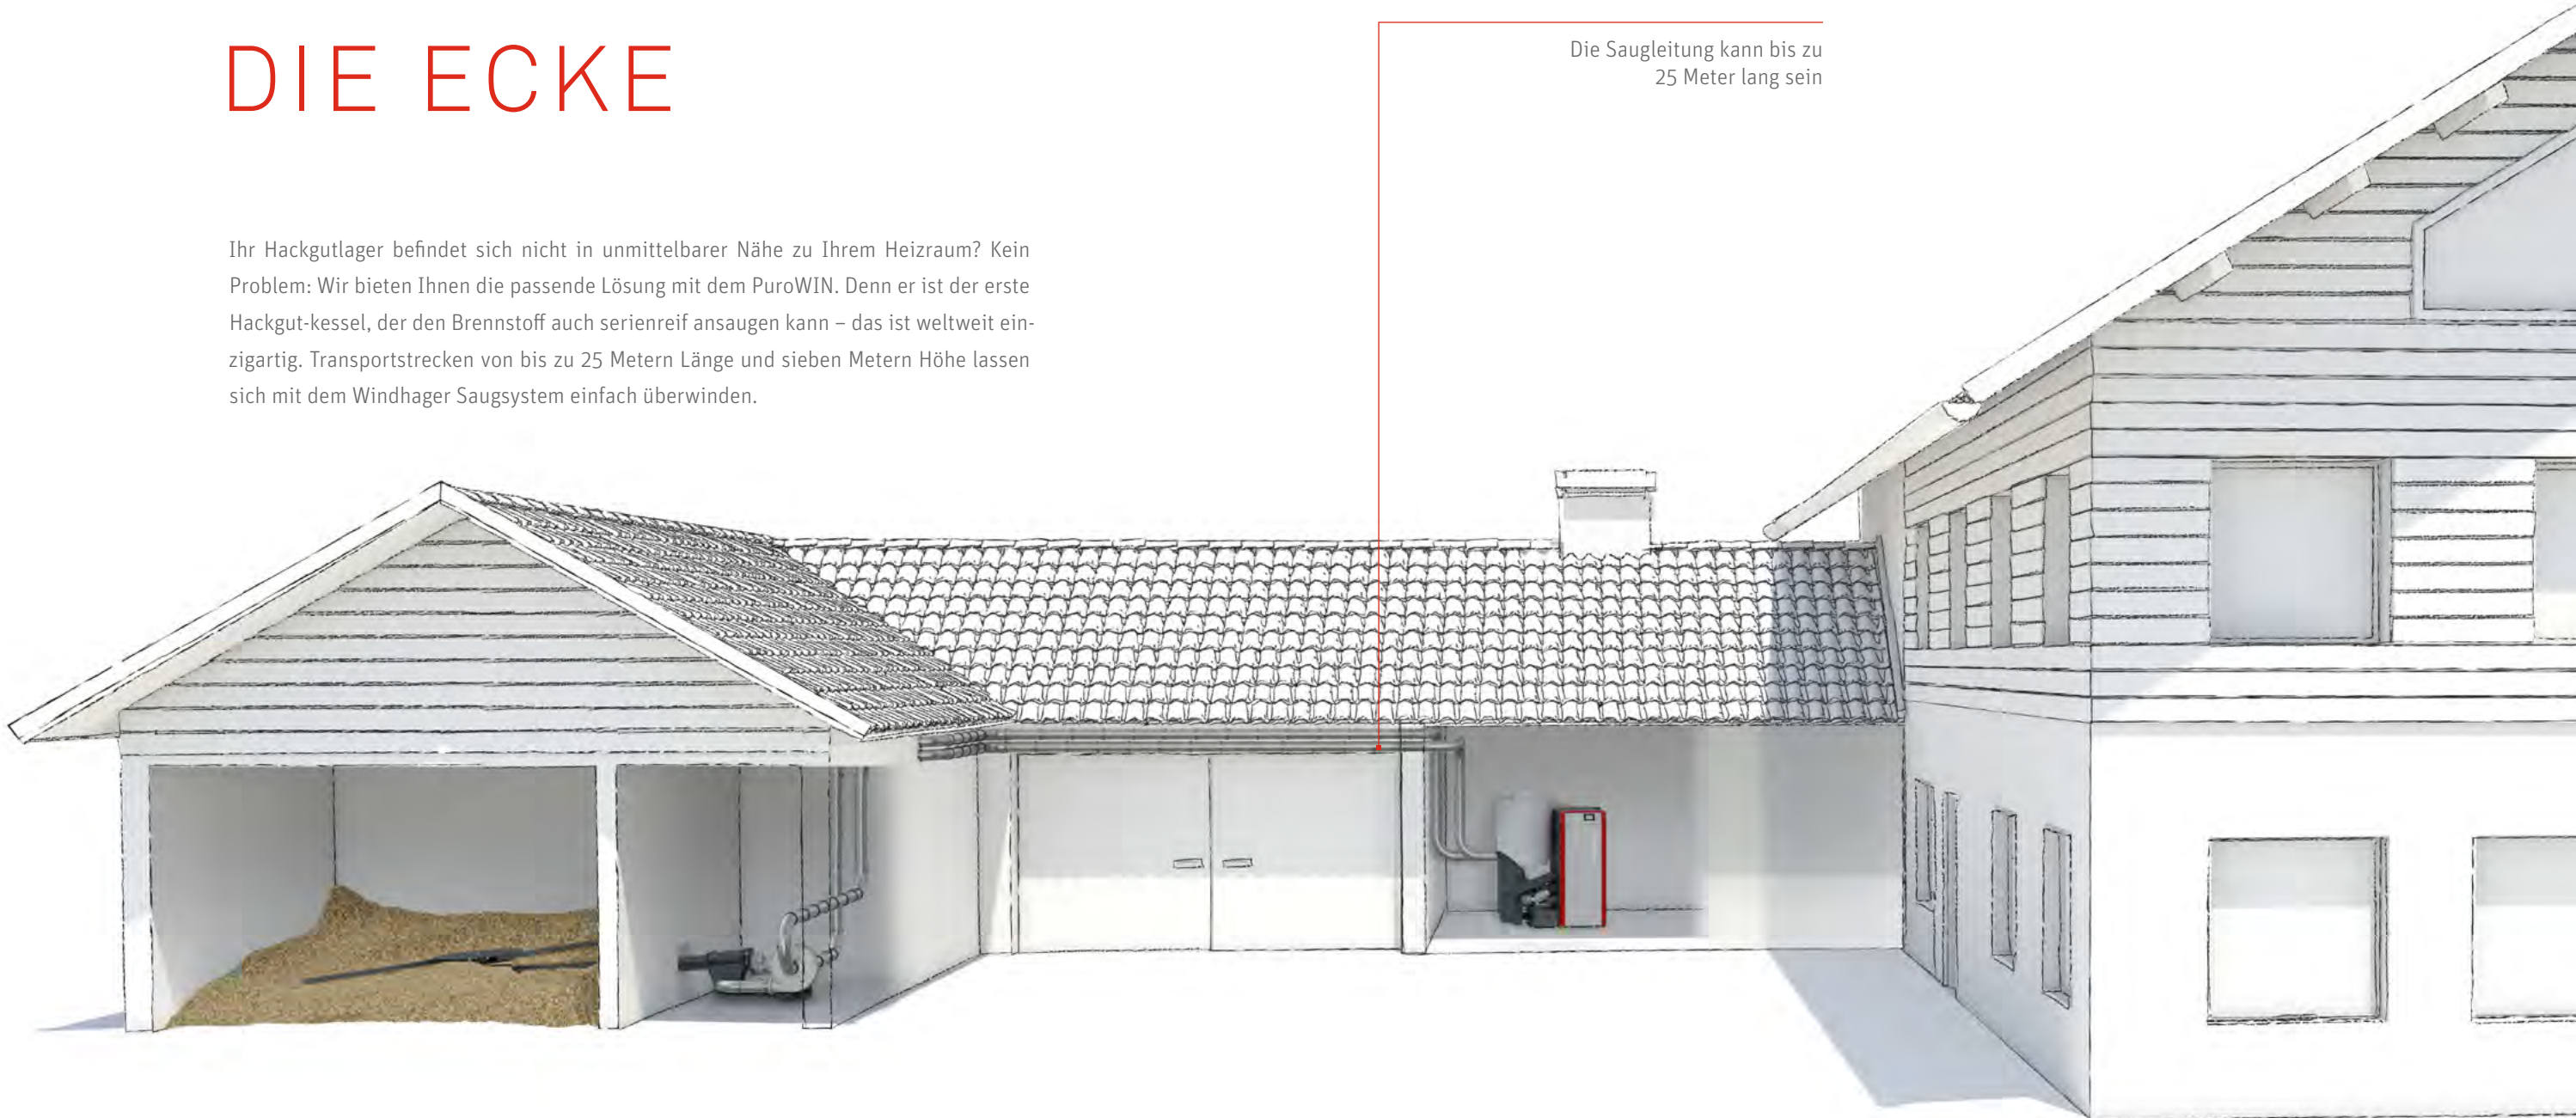 DIE ECKE
Die Saugleitung kann bis zu
25 Meter lang sein
Ihr Hackgutlager befindet sich nicht in unmittelbarer Nähe zu Ihrem Heizraum? Kein
Problem: Wir bieten Ihnen die passende Lösung mit dem PuroWIN. Denn er ist der erste
Hackgut-kessel, der den Brennstoff auch serienreif ansaugen kann – das ist weltweit ein-
zigartig. Transportstrecken von bis zu 25 Metern Länge und sieben Metern Höhe lassen
sich mit dem Windhager Saugsystem einfach überwinden.